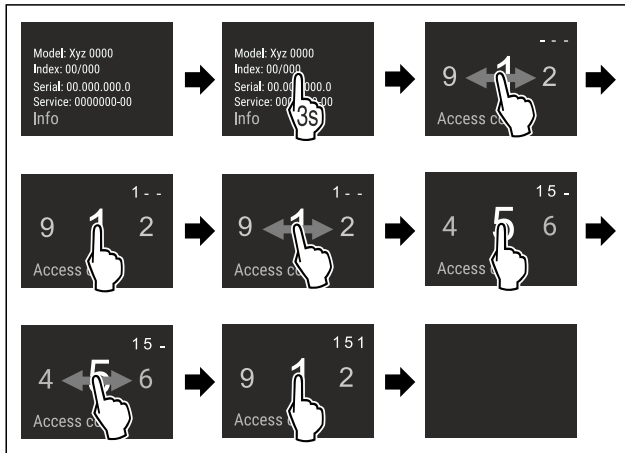 Model: Xyz 0000
Index: 00/000
Serial: 00.000.000.0
Service: 0000000-00
Info
Model: Xyz 0000
Index: 00/000
Serial:
Service:
Info
3s
- - -
9 1 2
Access
1 - -
9 1 2
Access
1 - -
9 1 2
Access
1 5 -
4 5 6
Access
1 5 -
4 5 6
Access
1 5 1
9 1 2
Access